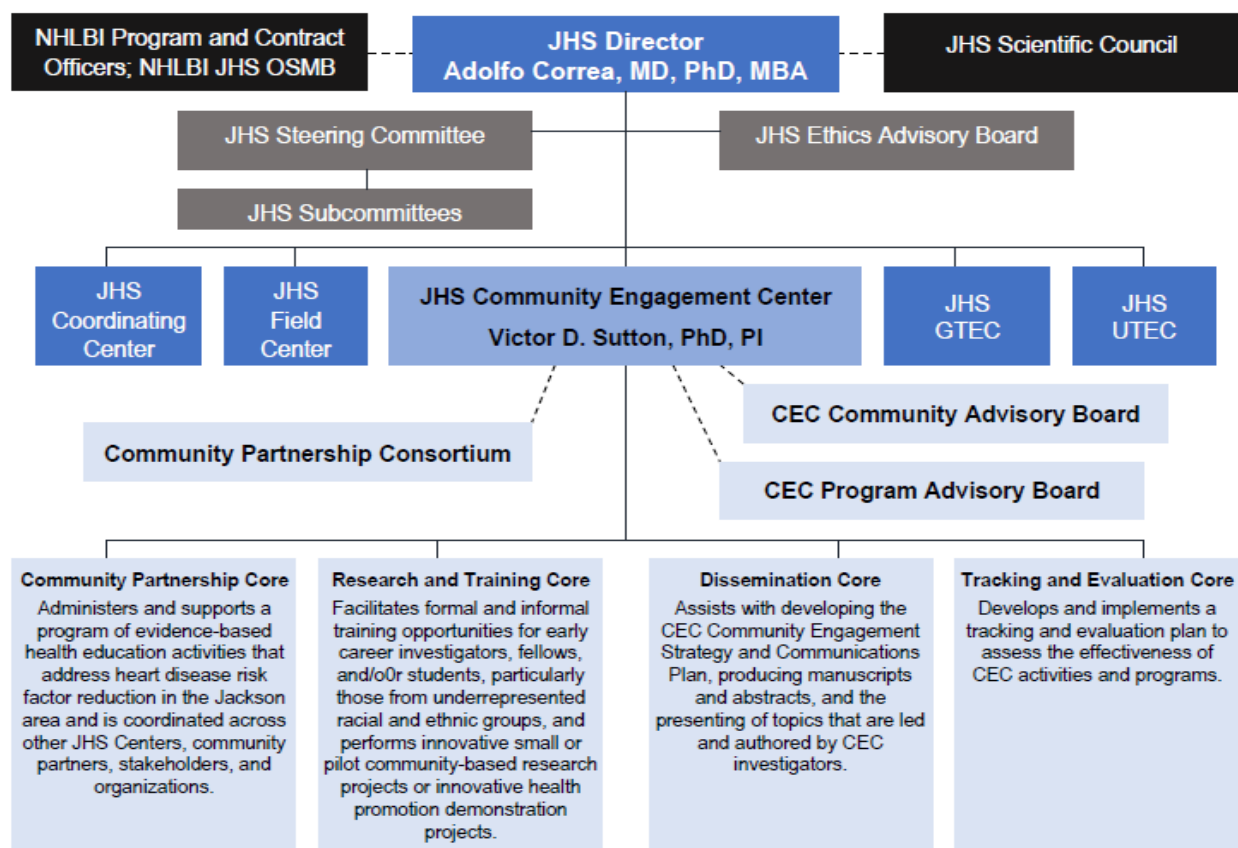 NHLBI Program and Contract
Officers; NHLBI JHS OSMB
JHS Director
Adolfo Correa, MD, PhD, MBA
JHS Scientific Council
JHS Steering Committee
JHS Ethics Advisory Board
JHS Subcommittees
JHS
Coordinating
Center
JHS
Field
Center
JHS Community Engagement Center
Victor D. Sutton, PhD, PI
JHS
GTEC
JHS
UTEC
CEC Community Advisory Board
Community Partnership Consortium
CEC Program Advisory Board
Community Partnership Core
Administers and supports a
program of evidence-based
health education activities that
address heart disease risk
factor reduction in the Jackson
area and is coordinated across
other JHS Centers, community
partners, stakeholders, and
organizations.
Research and Training Core
Facilitates formal and informal
training opportunities for early
career investigators, fellows,
and/o0r students, particularly
those from underrepresented
racial and ethnic groups, and
performs innovative small or
pilot community-based research
projects or innovative health
promotion demonstration
projects.
Dissemination Core
Assists with developing the
CEC Community Engagement
Strategy and Communications
Plan, producing manuscripts
and abstracts, and the
presenting of topics that are led
and authored by CEC
investigators.
Tracking and Evaluation Core
Develops and implements a
tracking and evaluation plan to
assess the effectiveness of
CEC activities and programs.